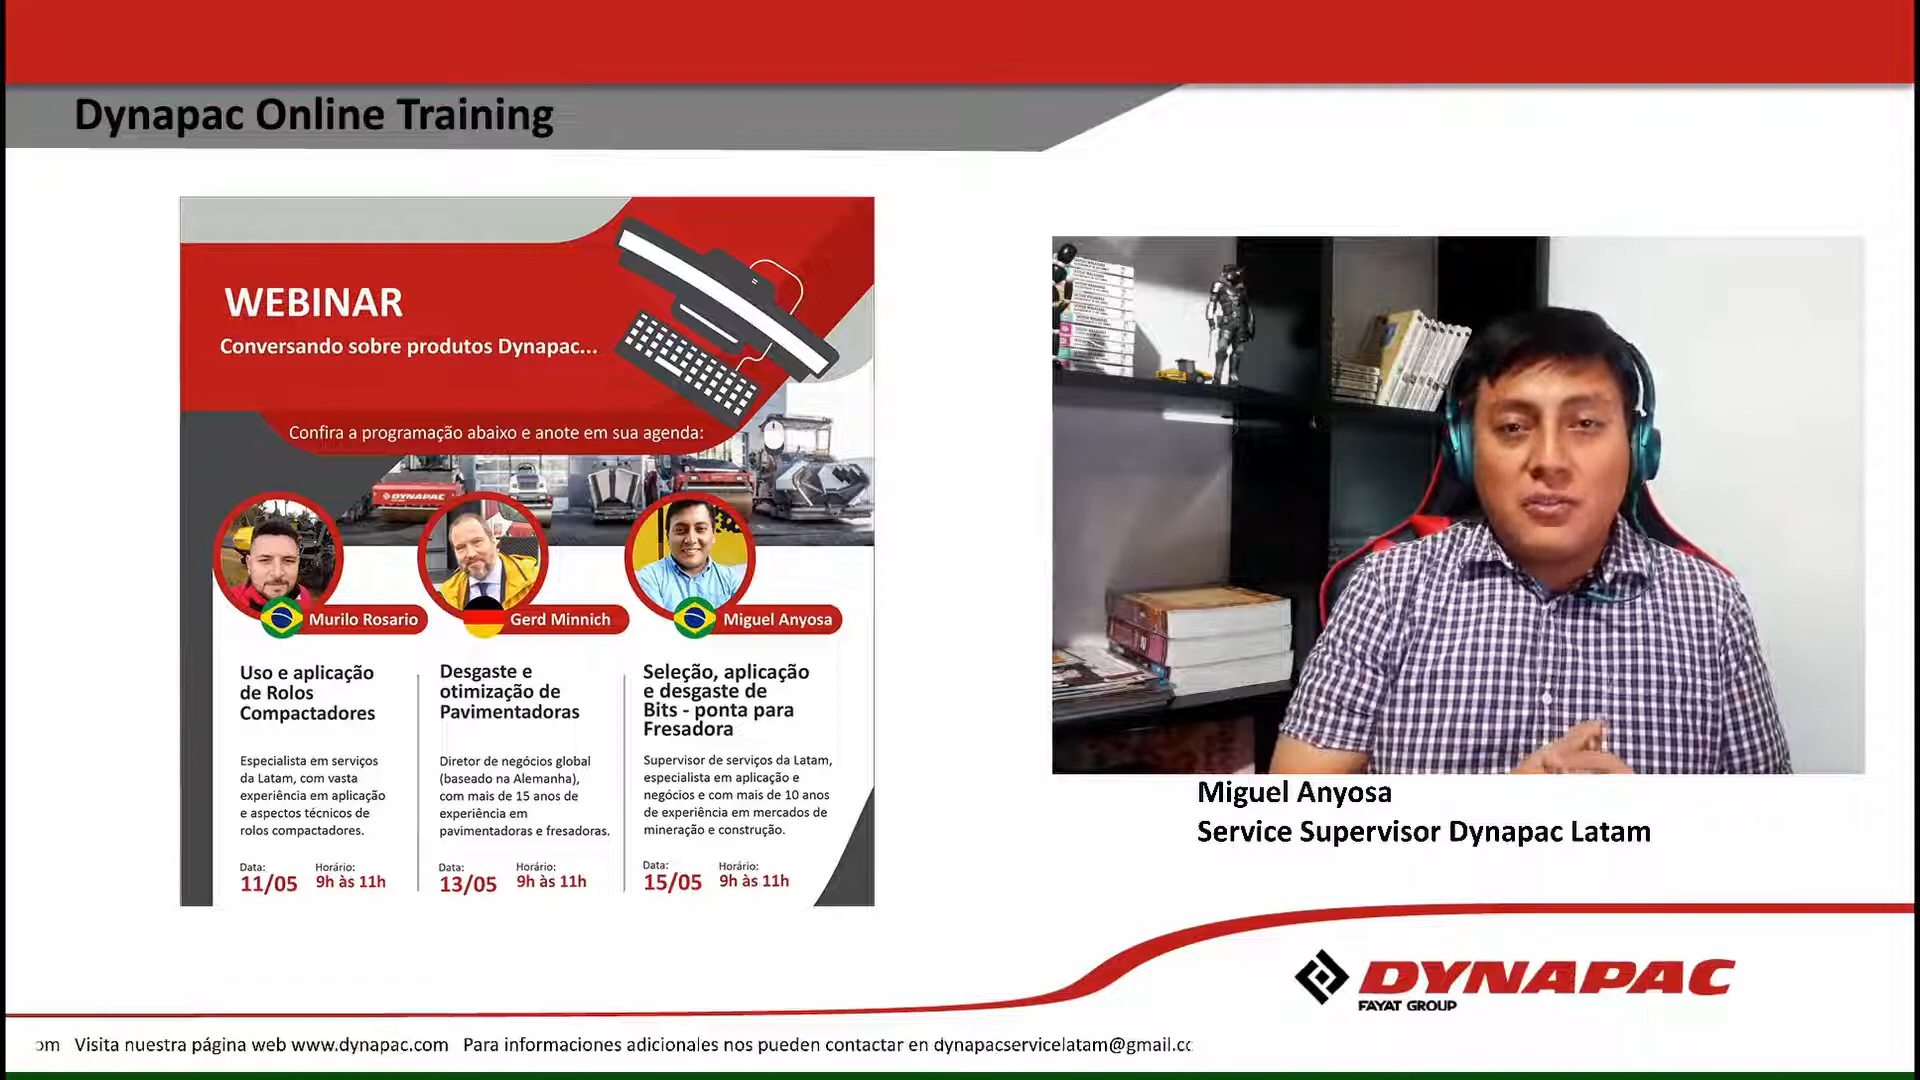 Dynapac Online Training
WEBINAR
Conversando sobre produtos Dynapac...
Confira a programação abaixo e anote em sua agenda:
DYNAPAC
Murilo Rosario
Gerd Minnich
Miguel Anyosa
Uso e aplicação
de Rolos
Compactadores
Especialista em serviços
da Latam, com vasta
experiência em aplicação
e aspectos técnicos de
rolos compactadores.
Data:
Horário:
11/05
9h às 11h
Desgaste e
otimização de
Pavimentadoras
Diretor de negócios global
(baseado na Alemanha),
com mais de 15 anos de
experiência em
pavimentadoras e fresadoras.
Data:
Horário:
13/05
9h às 11h
Seleção, aplicação
e desgaste de
Bits - ponta para
Fresadora
Supervisor de serviços da Latam,
especialista em aplicação e
negócios e com mais de 10 anos
de experiência em mercados de
mineração e construção.
Data:
Horário:
15/05
9h às 11h
Miguel Anyosa
Service Supervisor Dynapac Latam
DYNAPAC
FAYAT GROUP
om Visita nuestra página web www.dynapac.com Para informaciones adicionales nos pueden contactar en dynapacservicelatam@gmail.cc